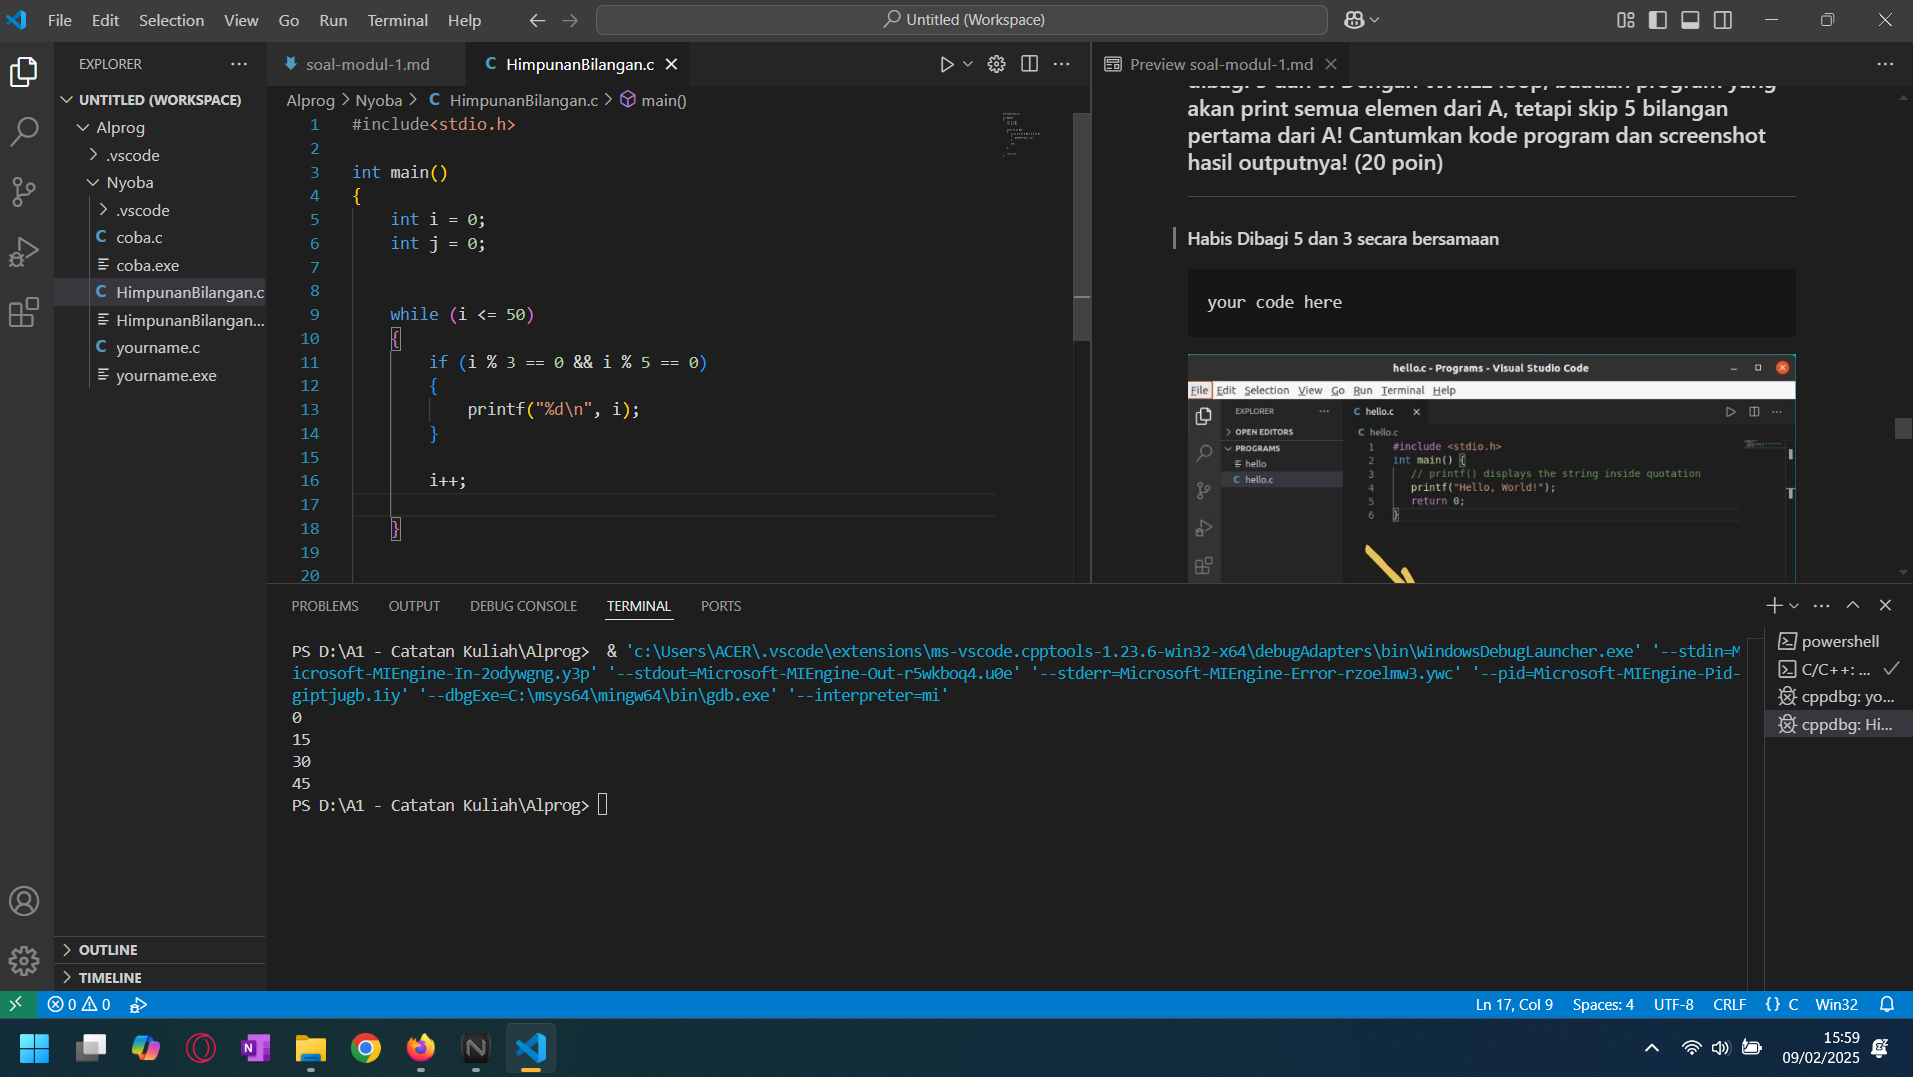 File Edit Selection View Go Run Terminal Help
Untitled (Workspace)
EXPLORER
UNTITLED (WORKSPACE)
Alprog
.vscode
Nyoba
.vscode
coba.c
coba.exe
HimpunanBilangan.c
HimpunanBilangan...
yourname.c
yourname.exe
OUTLINE
TIMELINE
soal-modul-1.md
HimpunanBilangan.c
Alprog > Nyoba > C HimpunanBilangan.c > main()
1 #include<stdio.h>
2
3 int main()
4 {
5 int i = 0;
6 int j = 0;
7
8
9 while (i <= 50)
10 {
11 if (i % 3 == 0 && i % 5 == 0)
12 {
13 printf("%d\n", i);
14 }
15
16 i++;
17
18 }
19
20
Preview soal-modul-1.md
akan print semua elemen dari A, tetapi skip 5 bilangan
pertama dari A! Cantumkan kode program dan screenshot
hasil outputnya! (20 poin)
Habis Dibagi 5 dan 3 secara bersamaan
your code here
hello.c - Programs - Visual Studio Code
File Edit Selection View Go Run Terminal Help
EXPLORER
OPEN EDITORS
PROGRAMS
hello
C hello.c
C hello.c
C hello.c
1 #include <stdio.h>
2 int main() {
3 // printf() displays the string inside quotation
4 printf("Hello, World!");
5 return 0;
6 }
PROBLEMS OUTPUT DEBUG CONSOLE TERMINAL PORTS
PS D:\A1 - Catatan Kuliah\Alprog> & 'c:\Users\ACER\.vscode\extensions\ms-vscode.cpptools-1.23.6-win32-x64\debugAdapters\bin\WindowsDebugLauncher.exe' '--stdin=M
icrosoft-MIEngine-In-2odywgng.y3p' '--stdout=Microsoft-MIEngine-Out-r5wkboq4.u0e' '--stderr=Microsoft-MIEngine-Error-rzoelmw3.ywc' '--pid=Microsoft-MIEngine-Pid-
giptjugb.1iy' '--dbgExe=C:\msys64\mingw64\bin\gdb.exe' '--interpreter=mi'
0
15
30
45
PS D:\A1 - Catatan Kuliah\Alprog>
powershell
C/C++: ...
cppdbg: yo...
cppdbg: Hi...
0 0
Ln 17, Col 9 Spaces: 4 UTF-8 CRLF {} C Win32
15:59
09/02/2025